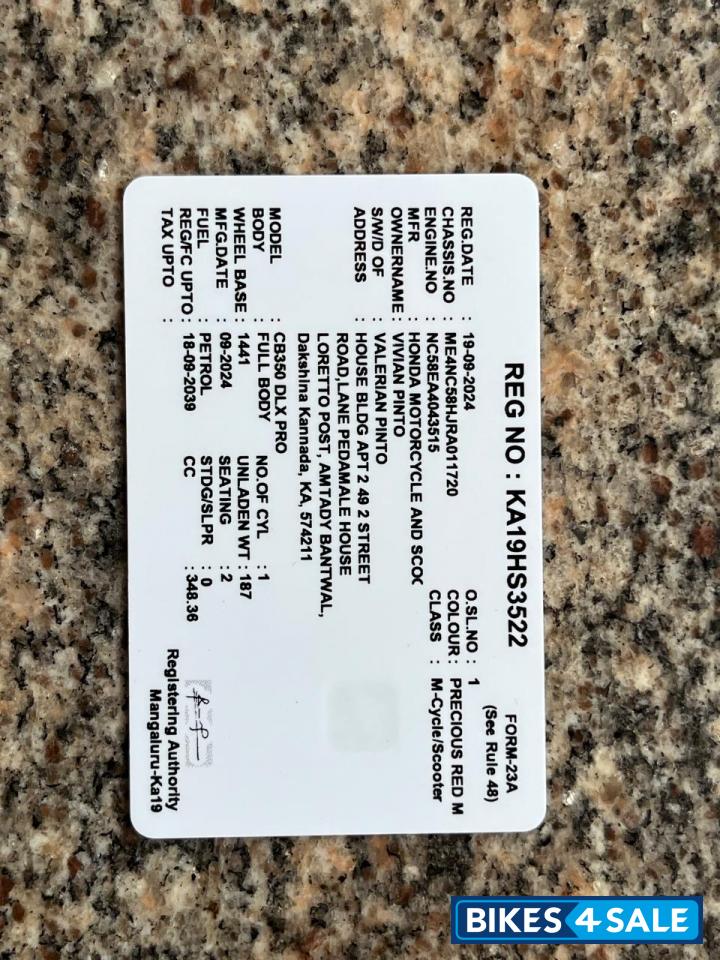 FORM-23A
(See Rule 48)
REG NO : KA19HS3522
REG.DATE : 19-09-2024 O.SL.NO : 1
CHASSIS.NO : ME4NC58HJRA011720 COLOUR : PRECIOUS RED M
ENGINE.NO : NC58EA4043515 CLASS : M-Cycle/Scooter
MFR : HONDA MOTORCYCLE AND SCOO
OWNERNAME : VIVIAN PINTO
S/W/D OF : VALERIAN PINTO
ADDRESS : HOUSE BLDG APT 2 49 2 STREET
ROAD,LANE PEDAMALE HOUSE
LORETTO POST, AMTADY BANTWAL,
Dakshina Kannada, KA, 574211
MODEL : CB350 DLX PRO
BODY : FULL BODY NO.OF CYL : 1
WHEEL BASE : 1441 UNLADEN WT : 187
MFG.DATE : 09-2024 SEATING : 2
FUEL : PETROL STDG/SLPR : 0
REG/FC UPTO : 18-09-2039 CC : 348.36
TAX UPTO :
Registering Authority
Mangaluru-Ka19
BIKES4SALE